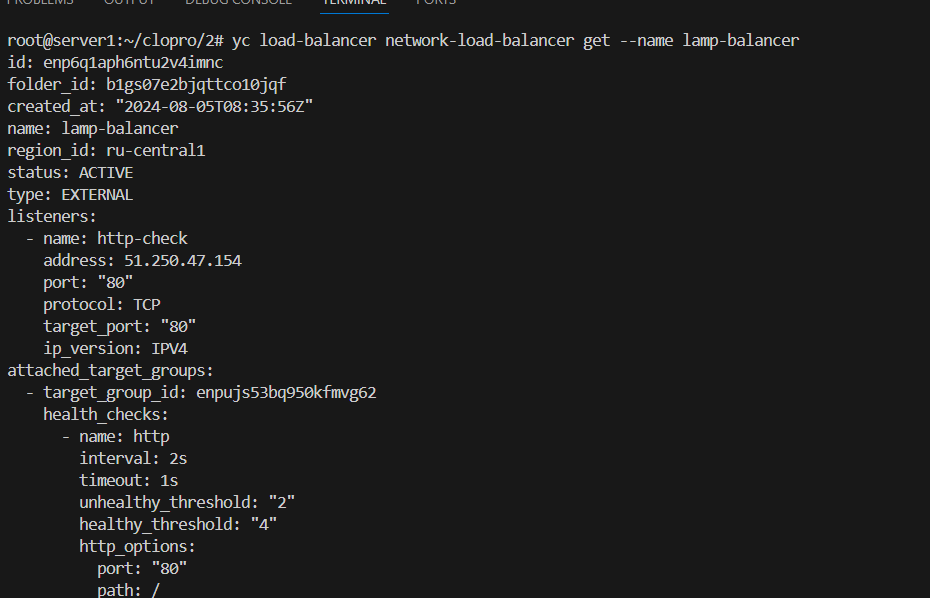 PROBLEMS OUTPUT DEBUG CONSOLE TERMINAL PORTS
root@server1:~/clopro/2# yc load-balancer network-load-balancer get --name lamp-balancer
id: enp6q1aph6ntu2v4imnc
folder_id: b1gs07e2bjqttco10jqf
created_at: "2024-08-05T08:35:56Z"
name: lamp-balancer
region_id: ru-central1
status: ACTIVE
type: EXTERNAL
listeners:
  - name: http-check
    address: 51.250.47.154
    port: "80"
    protocol: TCP
    target_port: "80"
    ip_version: IPV4
attached_target_groups:
  - target_group_id: enpujs53bq950kfmvg62
    health_checks:
      - name: http
        interval: 2s
        timeout: 1s
        unhealthy_threshold: "2"
        healthy_threshold: "4"
        http_options:
          port: "80"
          path: /